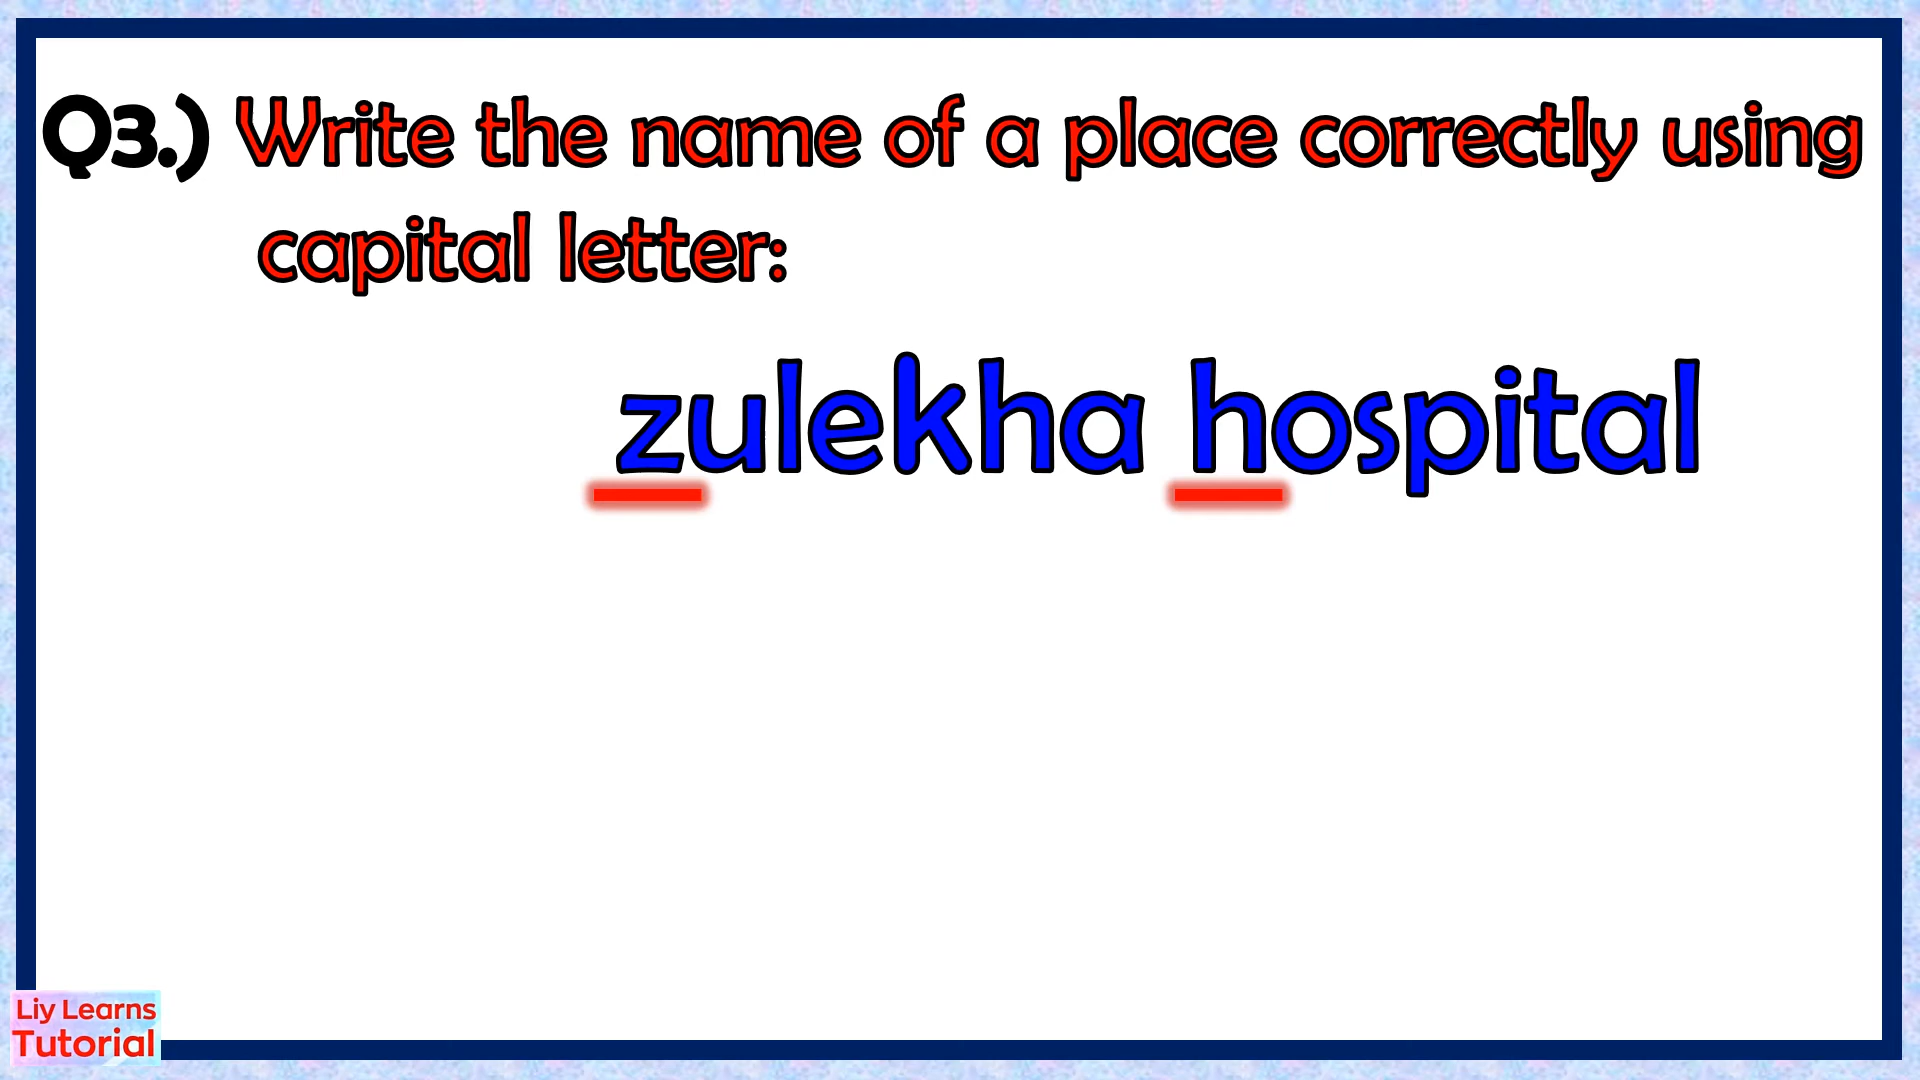 Q3.) Write the name of a place correctly using
capital letter:
zulekha hospital
Liy Learns
Tutorial